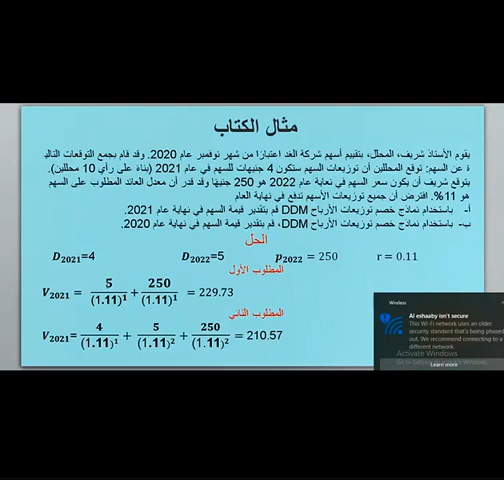 مثال الكتاب
يقوم الأستاذ شريف، المحلل، بتقييم أسهم شركة الغد اعتبارًا من شهر نوفمبر عام 2020. وقد قام بجمع التوقعات التالي
ة عن السهم: توقع المحللين أن توزيعات السهم ستكون 4 جنيهات للسهم في عام 2021 (بناءً على رأي 10 محللين).
يتوقع شريف أن يكون سعر السهم في نهاية عام 2022 هو 250 جنيهًا وقد قدر أن معدل العائد المطلوب على السهم
هو 11%. افترض أن جميع توزيعات الأسهم تدفع في نهاية العام
أ- باستخدام نماذج خصم توزيعات الأرباح DDM قم بتقدير قيمة السهم في نهاية عام 2021.
ب- باستخدام نماذج خصم توزيعات الأرباح DDM، قم بتقدير قيمة السهم في نهاية عام 2020.
الحل
D2021=4 D2022=5 P2022 = 250 r = 0.11
المطلوب الأول
V2021 = 5/(1.11)^1 + 250/(1.11)^1 = 229.73
المطلوب الثاني
V2021= 4/(1.11)^1 + 5/(1.11)^2 + 250/(1.11)^2 = 210.57
Wireless
Al eshaaby isn't secure
This Wi-Fi network uses an older
security standard that's being phased
out. We recommend connecting to a
different network.
Activate Windows
Learn more